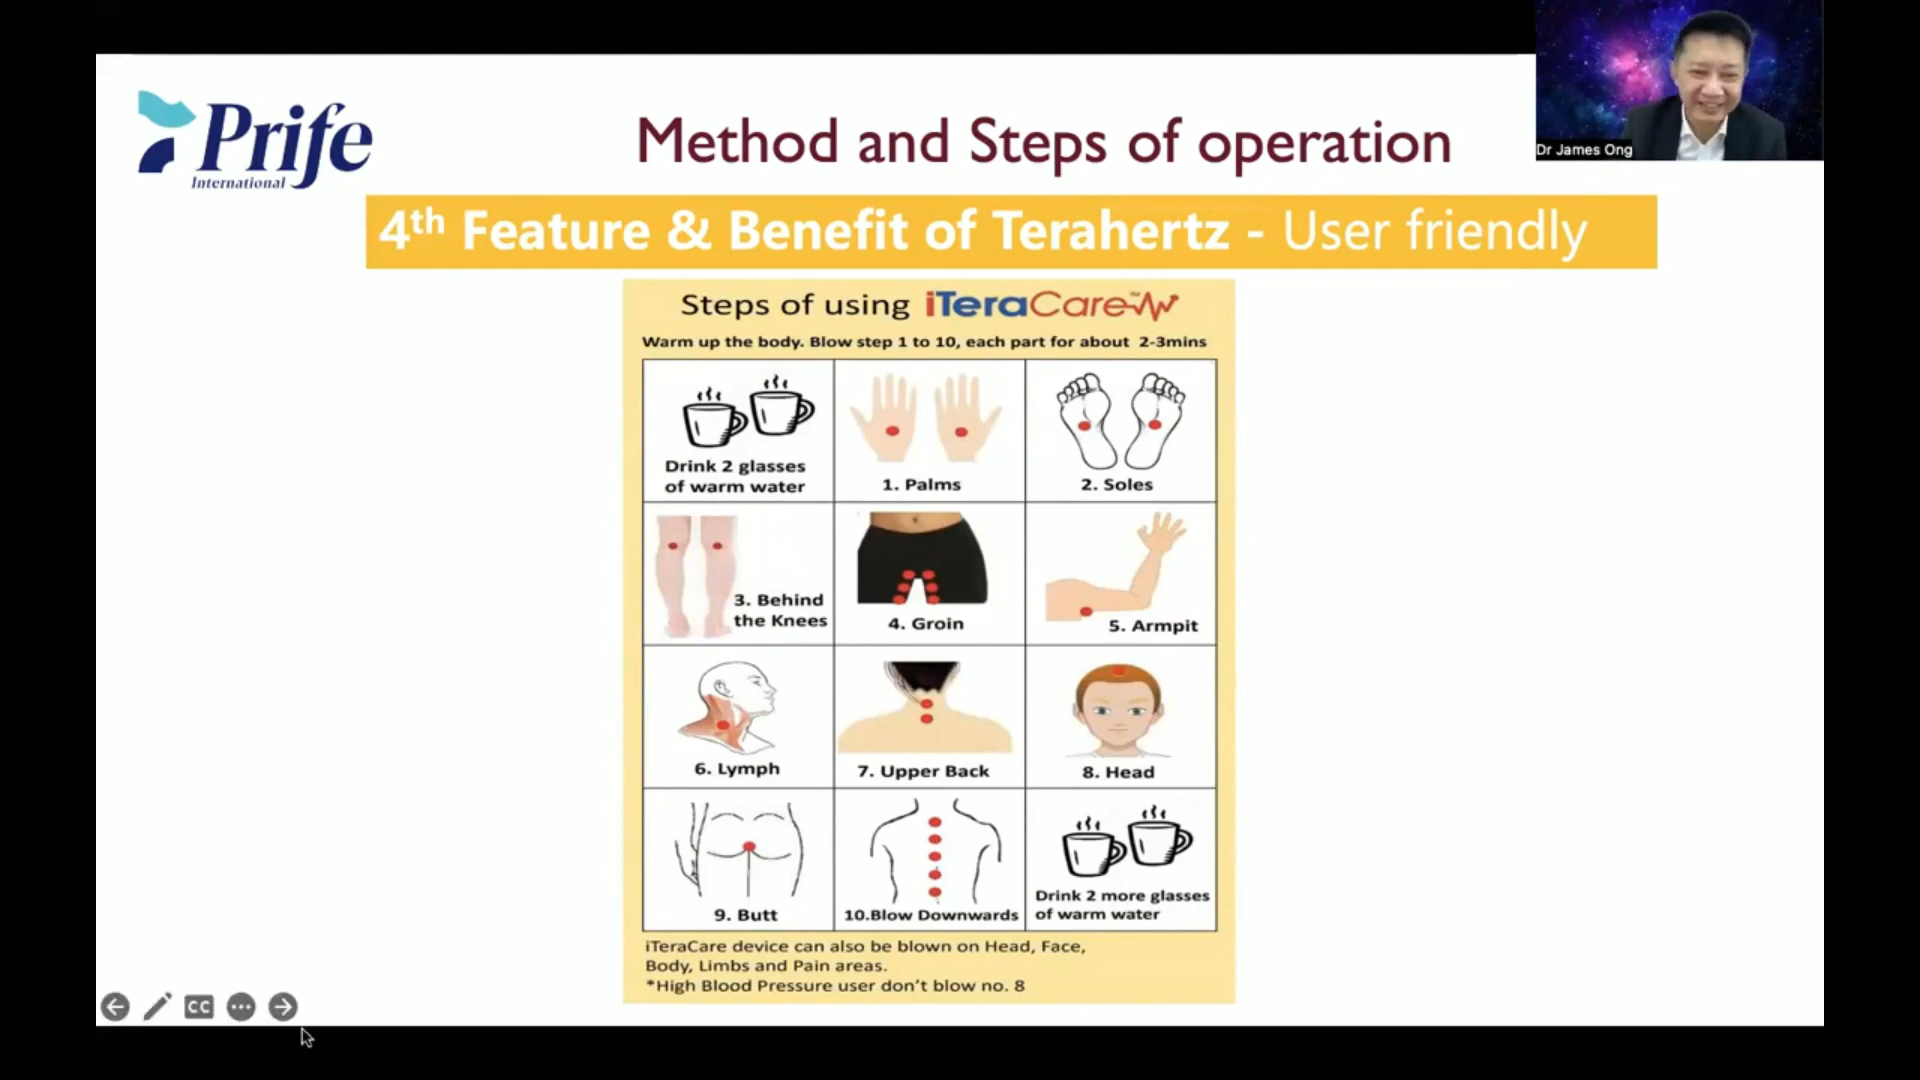 Prife
International
Method and Steps of operation
Dr James Ong
4th Feature & Benefit of Terahertz - User friendly
Steps of using iTeraCare™
Warm up the body. Blow step 1 to 10, each part for about 2-3mins
Drink 2 glasses
of warm water
1. Palms
2. Soles
3. Behind
the Knees
4. Groin
5. Armpit
6. Lymph
7. Upper Back
8. Head
9. Butt
10.Blow Downwards
Drink 2 more glasses
of warm water
iTeraCare device can also be blown on Head, Face,
Body, Limbs and Pain areas.
*High Blood Pressure user don't blow no. 8
CC